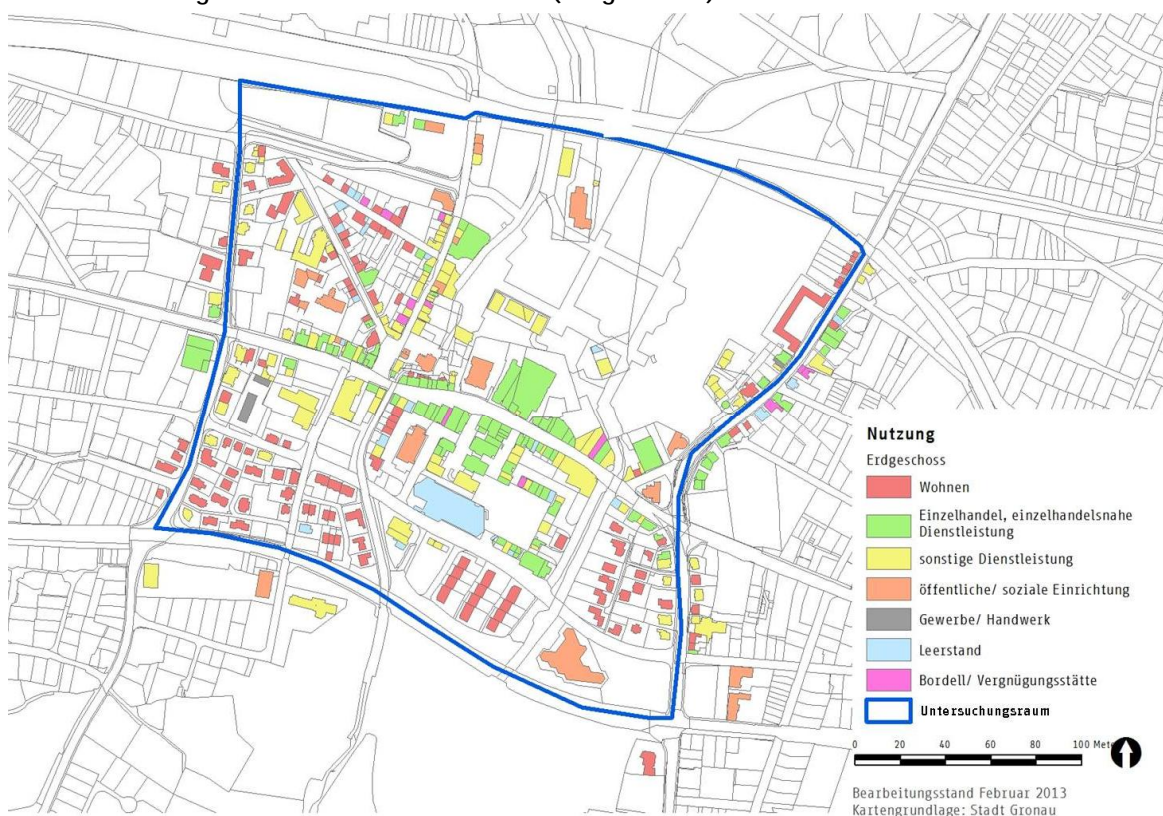 Nutzung
Erdgeschoss
Wohnen
Einzelhandel, einzelhandelsnahe
Dienstleistung
sonstige Dienstleistung
öffentliche/ soziale Einrichtung
Gewerbe/ Handwerk
Leerstand
Bordell/ Vergnügungsstätte
Untersuchungsraum
0 20 40 60 80 100 Mete
Bearbeitungsstand Februar 2013
Kartengrundlage: Stadt Gronau